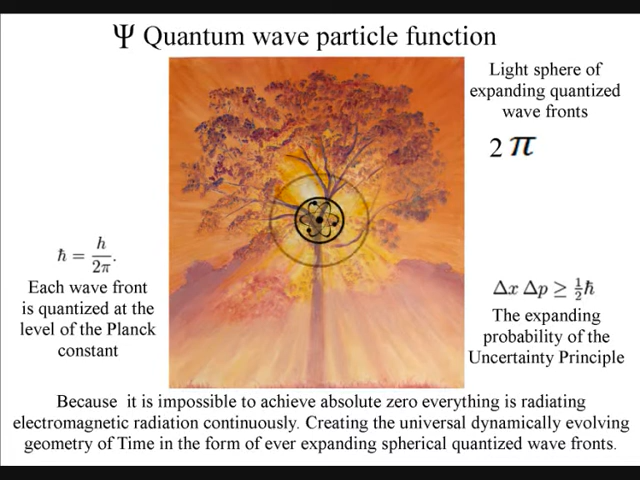 Ψ Quantum wave particle function
Light sphere of
expanding quantized
wave fronts
2 π
ħ = h/2π.
Each wave front
is quantized at the
level of the Planck
constant
Δx Δp ≥ ½ħ
The expanding
probability of the
Uncertainty Principle
Because it is impossible to achieve absolute zero everything is radiating
electromagnetic radiation continuously. Creating the universal dynamically evolving
geometry of Time in the form of ever expanding spherical quantized wave fronts.